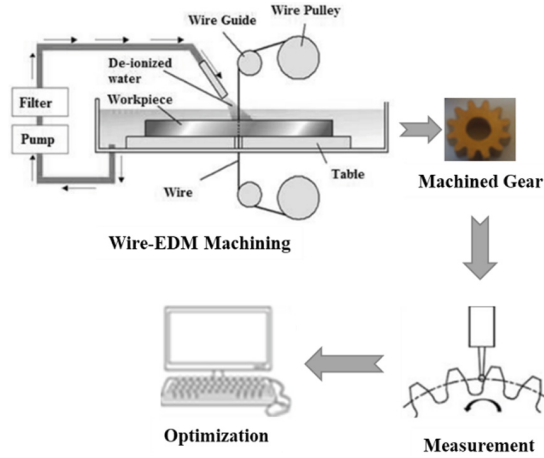 Wire Guide
Wire Pulley
De-ionized
water
Workpiece
Filter
Pump
Wire
Table
Machined Gear
Wire-EDM Machining
Optimization
Measurement